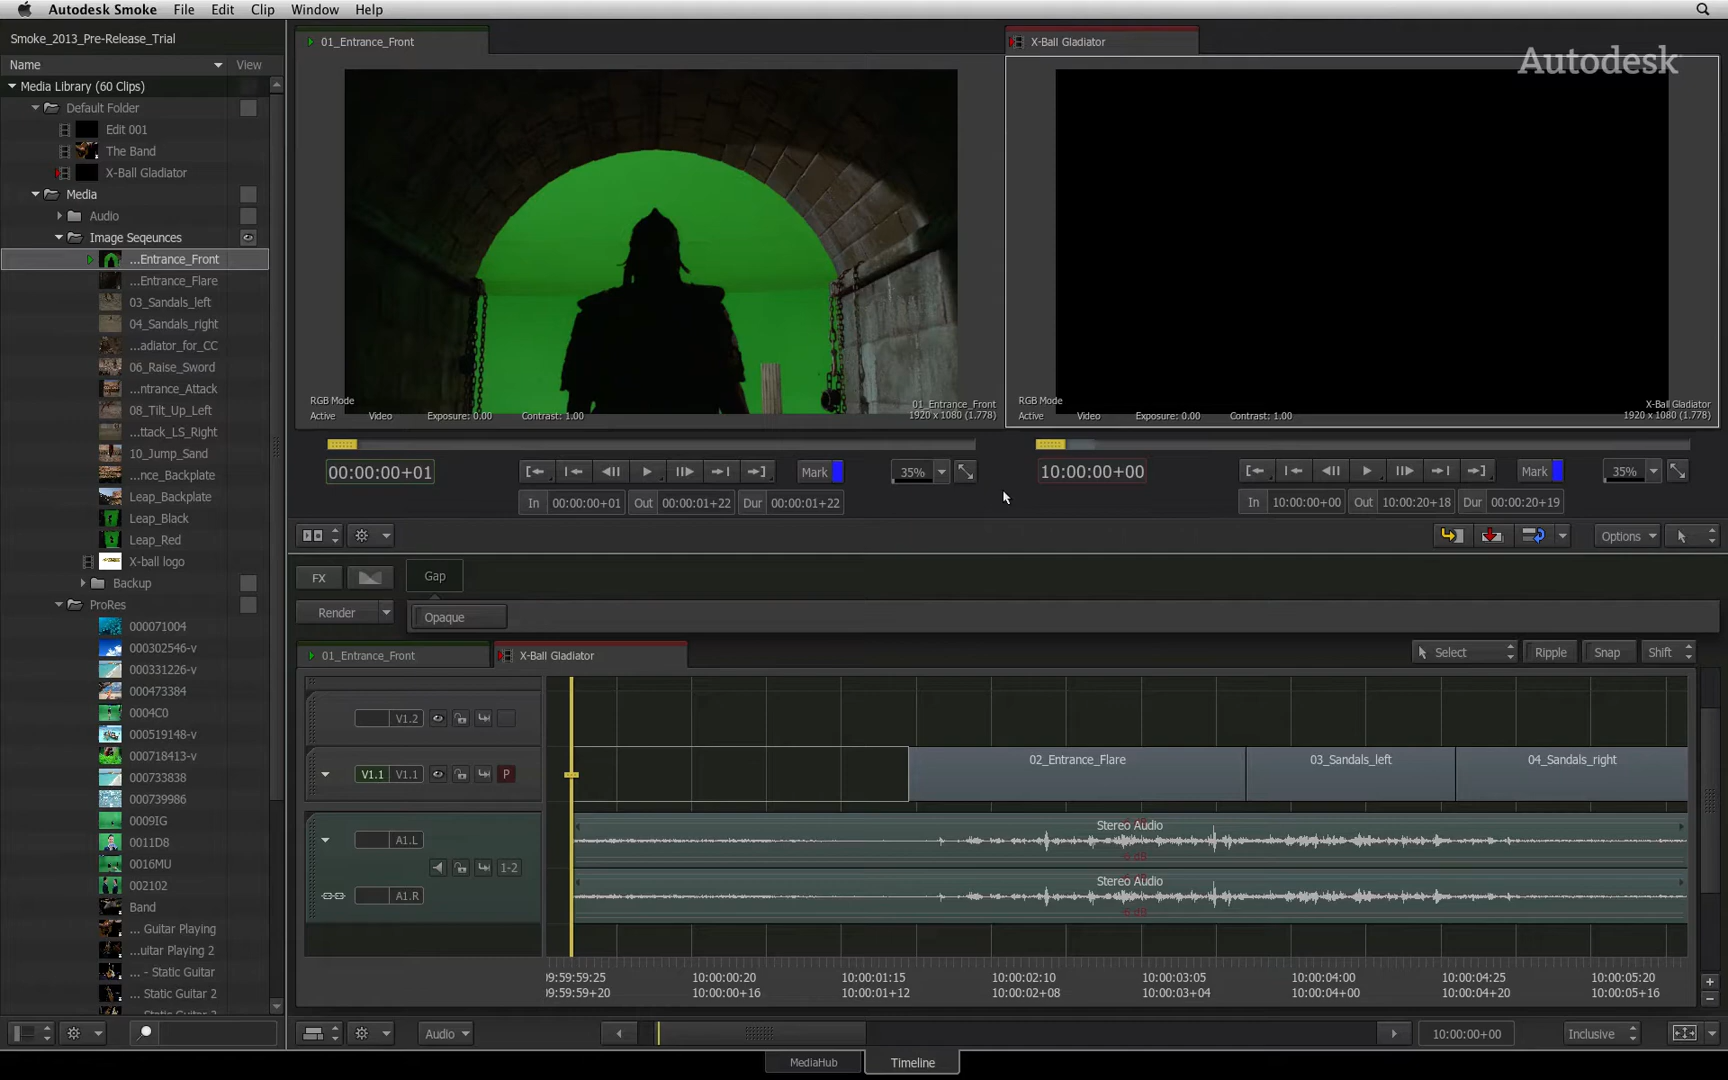 Autodesk Smoke File Edit Clip Window Help
Smoke_2013_Pre-Release_Trial
Name View
Media Library (60 Clips)
Default Folder
Edit 001
The Band
X-Ball Gladiator
Media
Audio
Image Seqeunces
...Entrance_Front
...Entrance_Flare
03_Sandals_left
04_Sandals_right
...adiator_for_CC
06_Raise_Sword
...ntrance_Attack
08_Tilt_Up_Left
...ttack_LS_Right
10_Jump_Sand
...nce_Backplate
Leap_Backplate
Leap_Black
Leap_Red
X-ball logo
Backup
ProRes
000071004
000302546-v
000331226-v
000473384
0004C0
000519148-v
000718413-v
000733838
000739986
0009IG
0011D8
0016MU
002102
Band
... Guitar Playing
...uitar Playing 2
... - Static Guitar
... Static Guitar 2
01_Entrance_Front
RGB Mode
Active Video Exposure: 0.00 Contrast: 1.00
01_Entrance_Front
1920 x 1080 (1.778)
00:00:00+01
Mark 35%
In 00:00:00+01 Out 00:00:01+22 Dur 00:00:01+22
X-Ball Gladiator
Autodesk
RGB Mode
Active Video Exposure: 0.00 Contrast: 1.00
X-Ball Gladiator
1920 x 1080 (1.778)
10:00:00+00
Mark 35%
In 10:00:00+00 Out 10:00:20+18 Dur 00:00:20+19
Options
FX Gap
Render Opaque
01_Entrance_Front X-Ball Gladiator Select Ripple Snap Shift
V1.2
V1.1 V1.1 P 02_Entrance_Flare 03_Sandals_left 04_Sandals_right
A1.L Stereo Audio
1-2
A1.R Stereo Audio
09:59:59:25 10:00:00:20 10:00:01:15 10:00:02:10 10:00:03:05 10:00:04:00 10:00:04:25 10:00:05:20
09:59:59+20 10:00:00+16 10:00:01+12 10:00:02+08 10:00:03+04 10:00:04+00 10:00:04+20 10:00:05+16
Audio 10:00:00+00 Inclusive
MediaHub Timeline